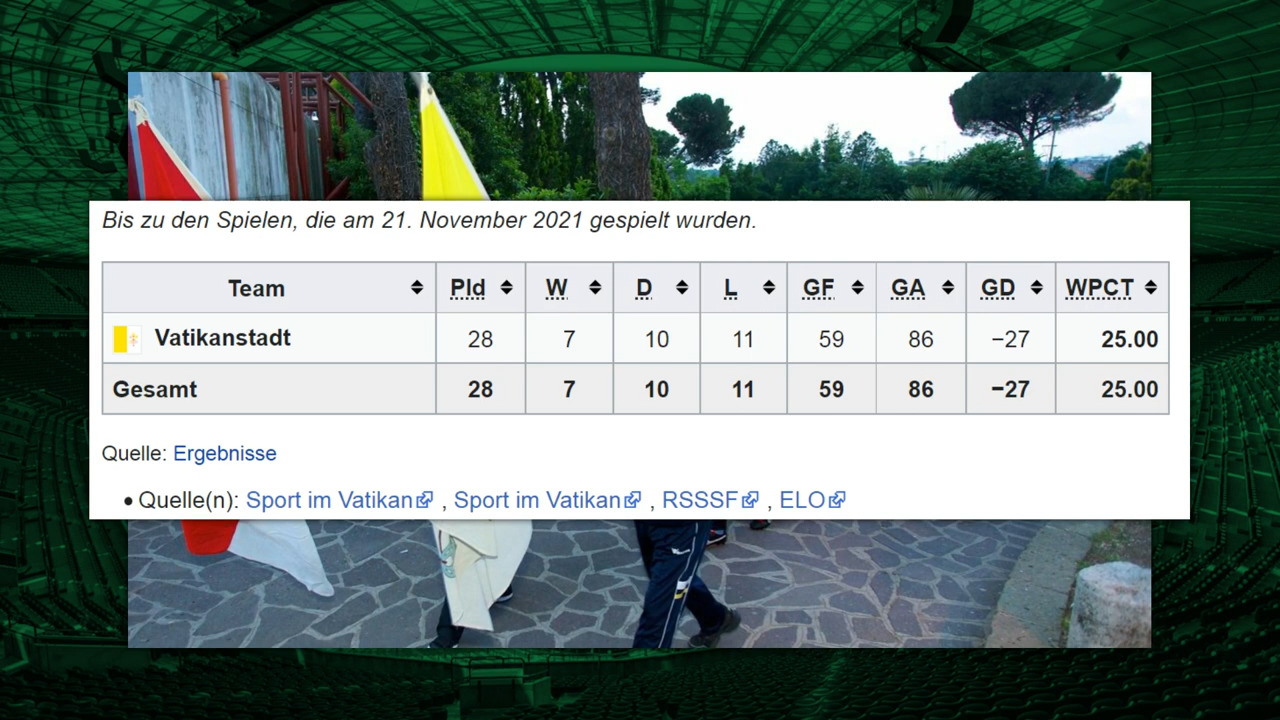 Bis zu den Spielen, die am 21. November 2021 gespielt wurden.
Team Pld W D L GF GA GD WPCT
Vatikanstadt 28 7 10 11 59 86 −27 25.00
Gesamt 28 7 10 11 59 86 −27 25.00
Quelle: Ergebnisse
• Quelle(n): Sport im Vatikan , Sport im Vatikan , RSSSF , ELO